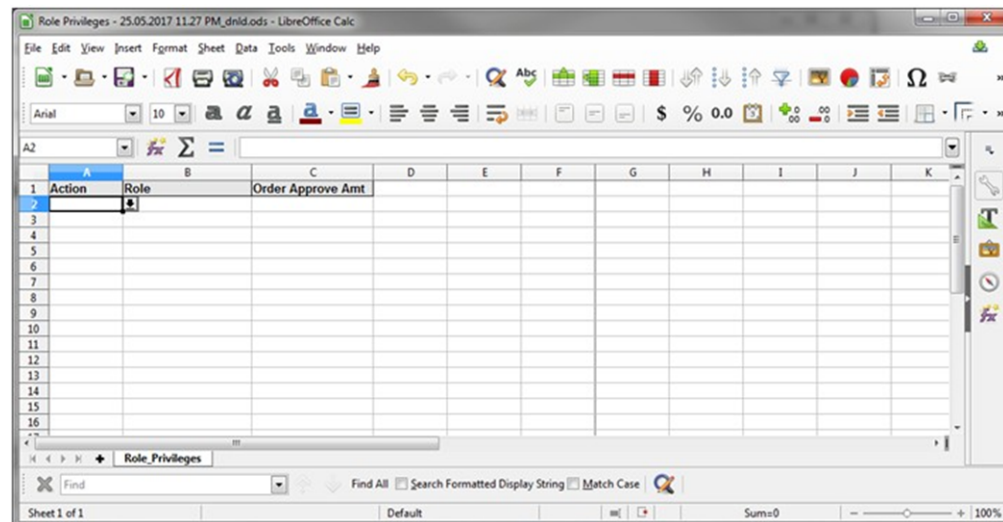 Role Privileges - 25.05.2017 11.27 PM_dnld.ods - LibreOffice Calc
File Edit View Insert Format Sheet Data Tools Window Help
Abc
Arial 10 a a a a $ % 0.0
A2
A B C D E F G H I J K
1 Action Role Order Approve Amt
2
3
4
5
6
7
8
9
10
11
12
13
14
15
16
Role_Privileges
Find Find All Search Formatted Display String Match Case
Sheet 1 of 1 Default Sum=0 100%